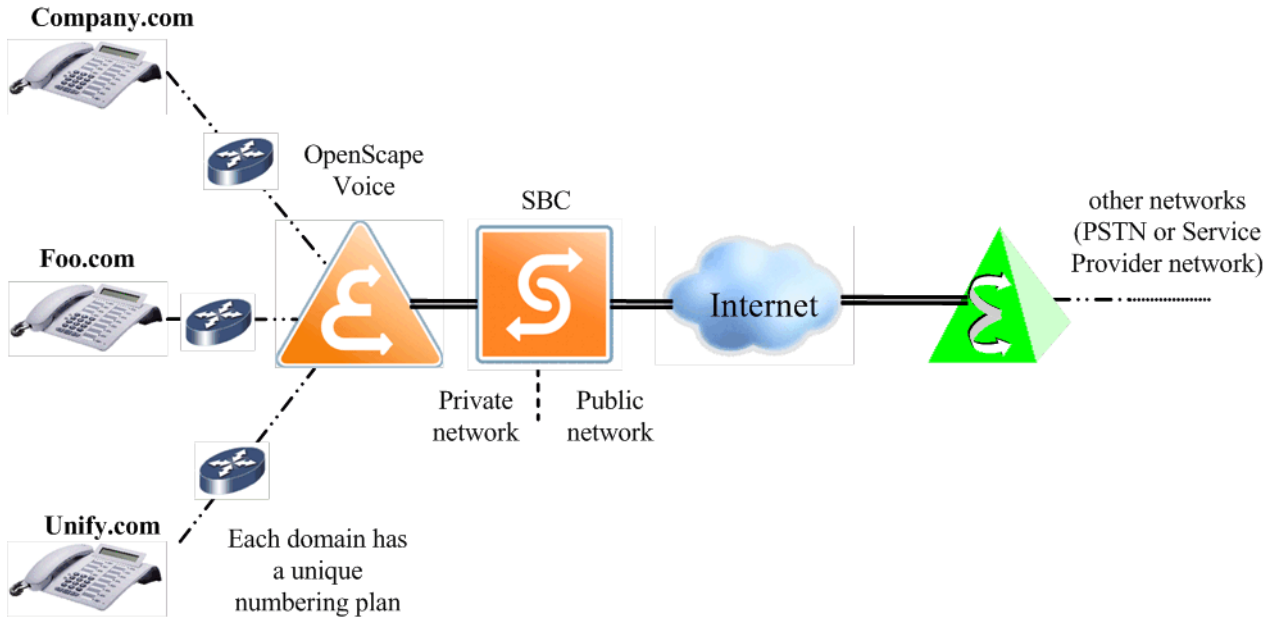 Company.com
OpenScape
Voice
SBC
other networks
(PSTN or Service
Provider network)
Foo.com
Internet
Private
network
Public
network
Unify.com
Each domain has
a unique
numbering plan